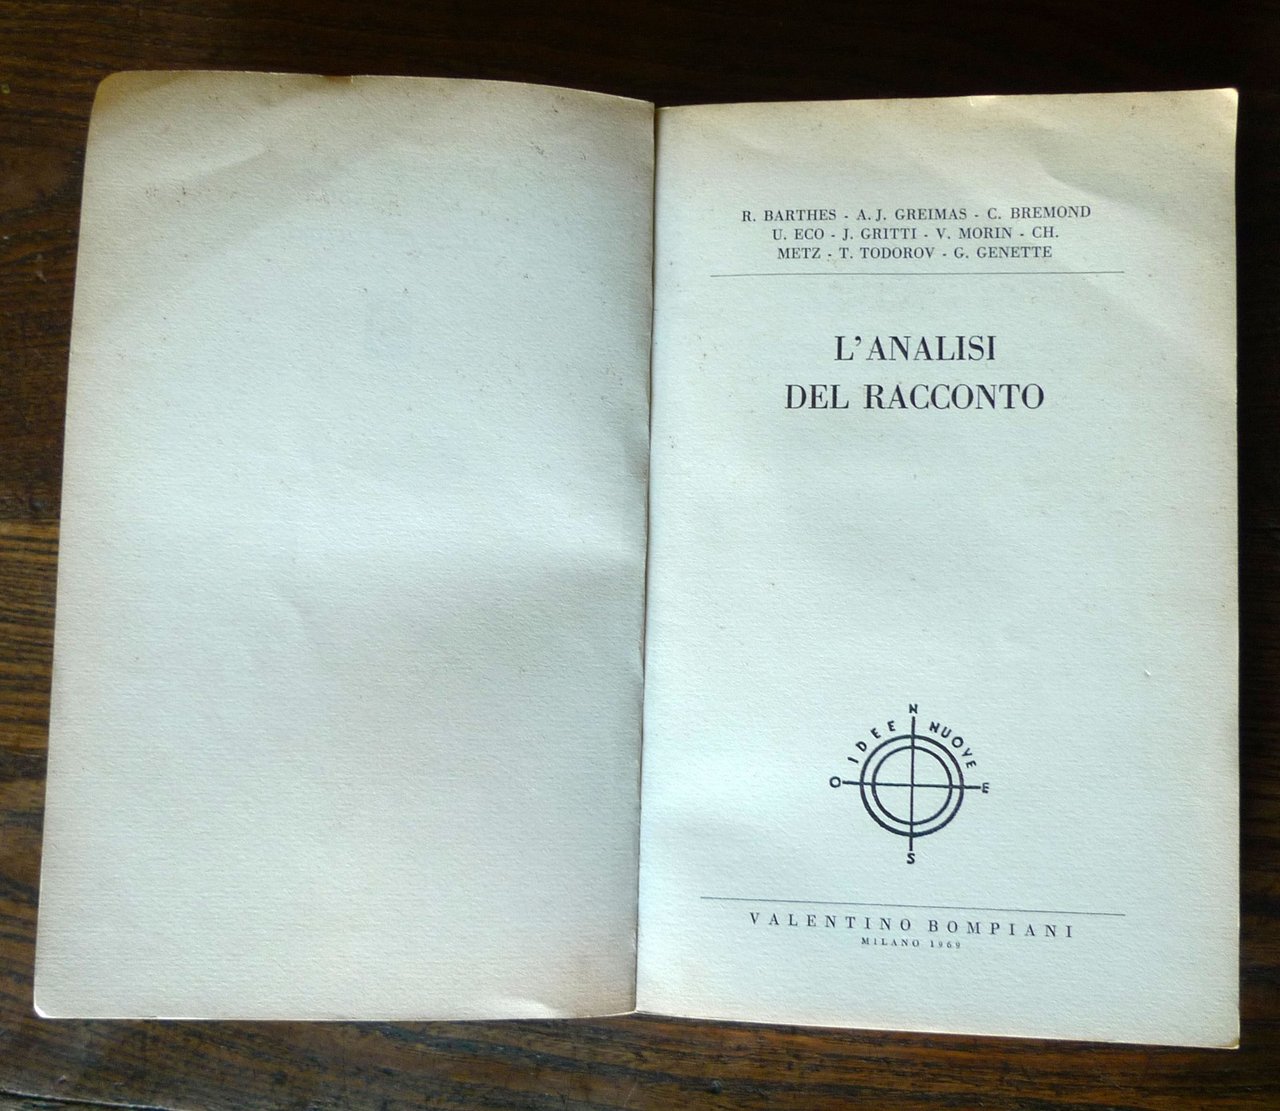 R. BARTHES - A. J. GREIMAS - C. BREMOND
U. ECO - J. GRITTI - V. MORIN - CH.
METZ - T. TODOROV - G. GENETTE
L'ANALISI
DEL RACCONTO
N
IDEE NUOVE
O E
S
VALENTINO BOMPIANI
MILANO 1969